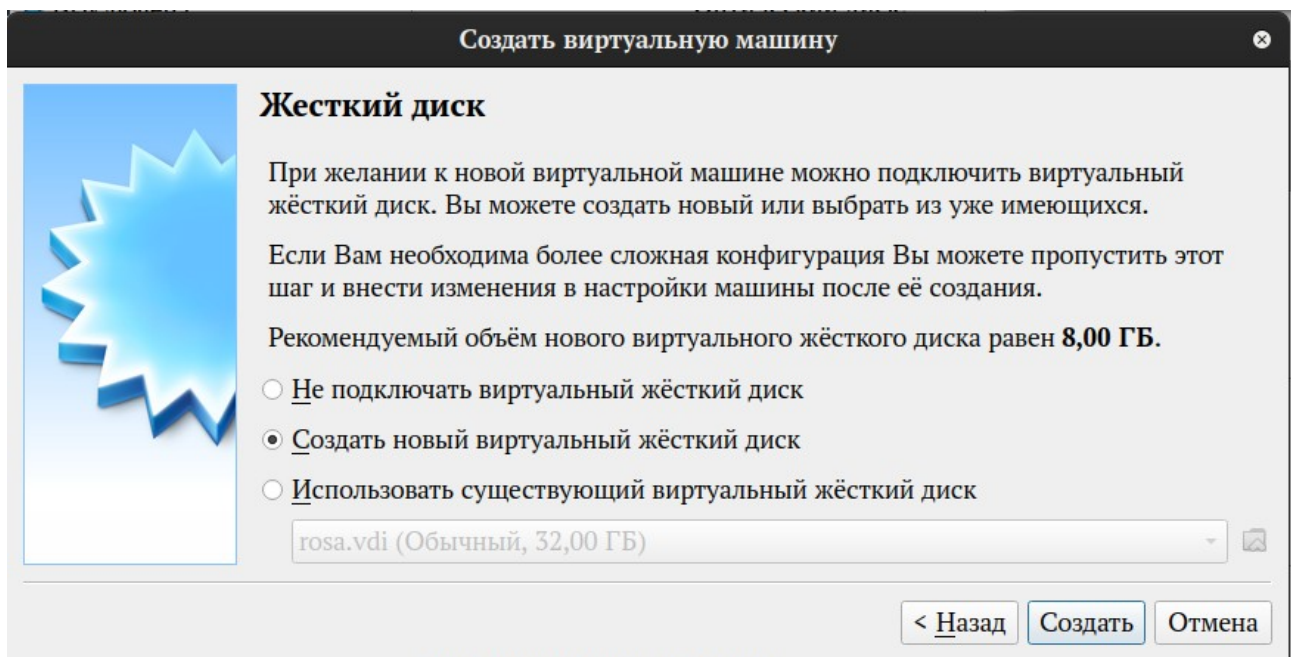 Создать виртуальную машину
Жесткий диск
При желании к новой виртуальной машине можно подключить виртуальный
жёсткий диск. Вы можете создать новый или выбрать из уже имеющихся.
Если Вам необходима более сложная конфигурация Вы можете пропустить этот
шаг и внести изменения в настройки машины после её создания.
Рекомендуемый объём нового виртуального жёсткого диска равен 8,00 ГБ.
Не подключать виртуальный жёсткий диск
Создать новый виртуальный жёсткий диск
Использовать существующий виртуальный жёсткий диск
rosa.vdi (Обычный, 32,00 ГБ)
< Назад Создать Отмена